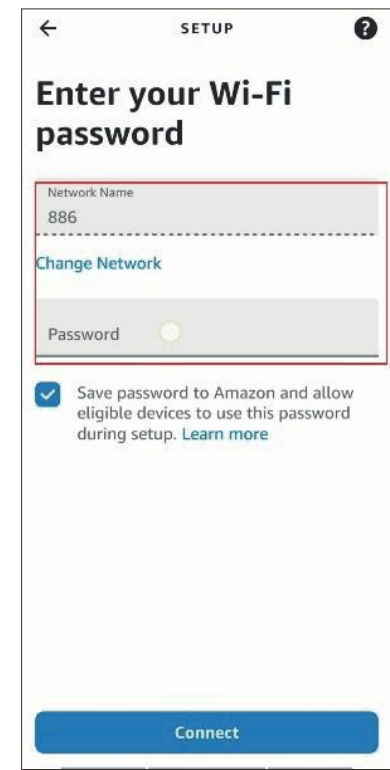 SETUP
Enter your Wi-Fi
password
Network Name
886
Change Network
Password
Save password to Amazon and allow
eligible devices to use this password
during setup. Learn more
Connect